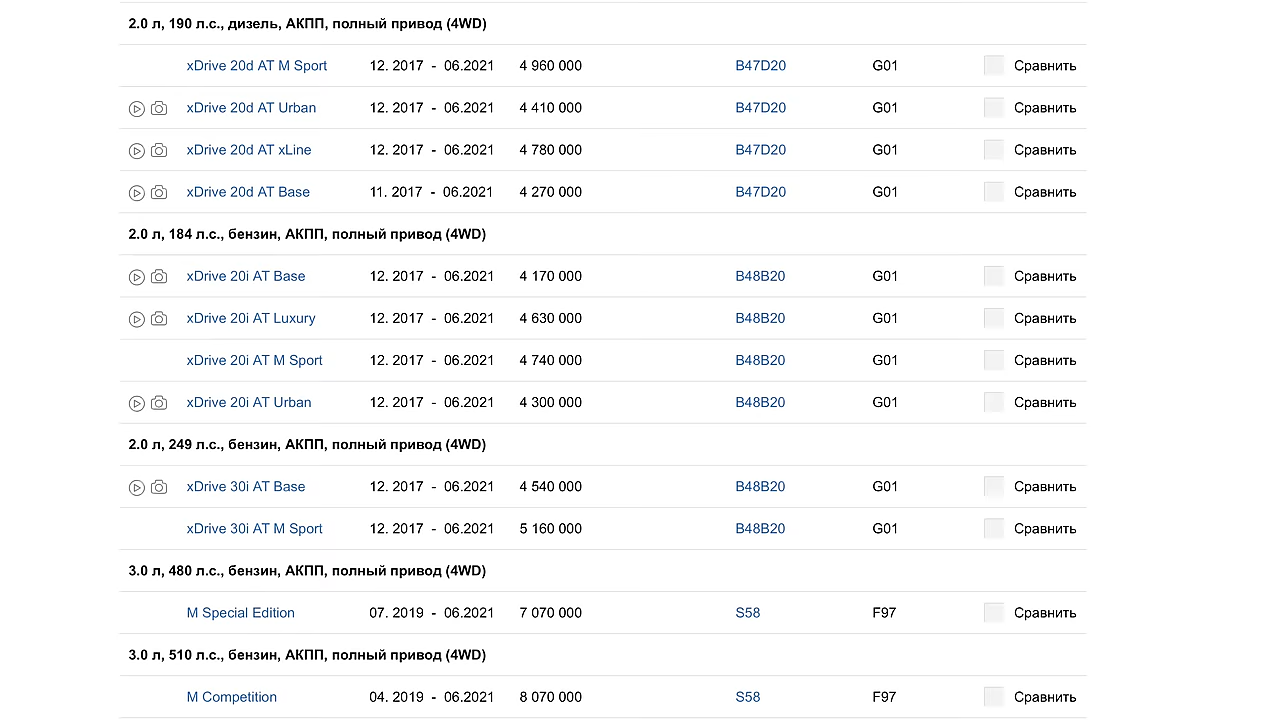 2.0 л, 190 л.с., дизель, АКПП, полный привод (4WD)
xDrive 20d AT M Sport 12. 2017 - 06.2021 4 960 000 B47D20 G01 Сравнить
xDrive 20d AT Urban 12. 2017 - 06.2021 4 410 000 B47D20 G01 Сравнить
xDrive 20d AT xLine 12. 2017 - 06.2021 4 780 000 B47D20 G01 Сравнить
xDrive 20d AT Base 11. 2017 - 06.2021 4 270 000 B47D20 G01 Сравнить
2.0 л, 184 л.с., бензин, АКПП, полный привод (4WD)
xDrive 20i AT Base 12. 2017 - 06.2021 4 170 000 B48B20 G01 Сравнить
xDrive 20i AT Luxury 12. 2017 - 06.2021 4 630 000 B48B20 G01 Сравнить
xDrive 20i AT M Sport 12. 2017 - 06.2021 4 740 000 B48B20 G01 Сравнить
xDrive 20i AT Urban 12. 2017 - 06.2021 4 300 000 B48B20 G01 Сравнить
2.0 л, 249 л.с., бензин, АКПП, полный привод (4WD)
xDrive 30i AT Base 12. 2017 - 06.2021 4 540 000 B48B20 G01 Сравнить
xDrive 30i AT M Sport 12. 2017 - 06.2021 5 160 000 B48B20 G01 Сравнить
3.0 л, 480 л.с., бензин, АКПП, полный привод (4WD)
M Special Edition 07. 2019 - 06.2021 7 070 000 S58 F97 Сравнить
3.0 л, 510 л.с., бензин, АКПП, полный привод (4WD)
M Competition 04. 2019 - 06.2021 8 070 000 S58 F97 Сравнить